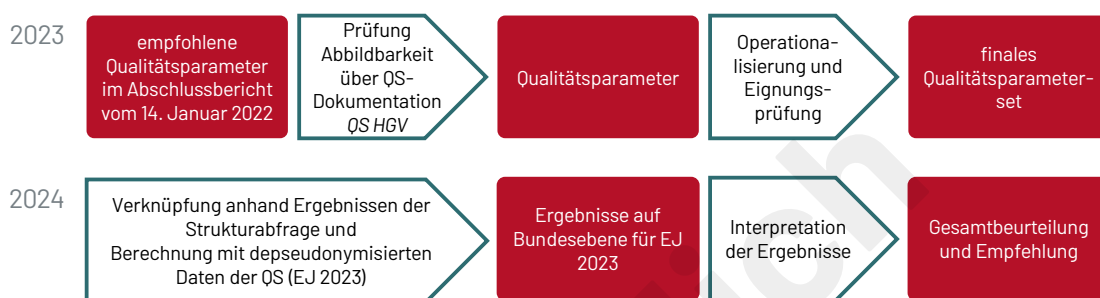 2023
empfohlene
Qualitätsparameter
im Abschlussbericht
vom 14. Januar 2022
Prüfung
Abbildbarkeit
über QS-
Dokumentation
QS HGV
Qualitätsparameter
Operationa-
lisierung und
Eignungs-
prüfung
finales
Qualitätsparameter-
set
2024
Verknüpfung anhand Ergebnissen der
Strukturabfrage und
Berechnung mit depseudonymisierten
Daten der QS (EJ 2023)
Ergebnisse auf
Bundesebene für EJ
2023
Interpretation
der Ergebnisse
Gesamtbeurteilung
und Empfehlung